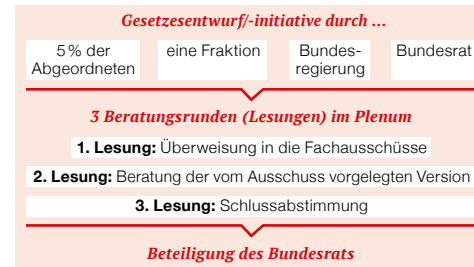 Gesetzesentwurf/-initiative durch ...
5 % der
Abgeordneten
eine Fraktion
Bundes-
regierung
Bundesrat
3 Beratungsrunden (Lesungen) im Plenum
1. Lesung: Überweisung in die Fachausschüsse
2. Lesung: Beratung der vom Ausschuss vorgelegten Version
3. Lesung: Schlussabstimmung
Beteiligung des Bundesrats